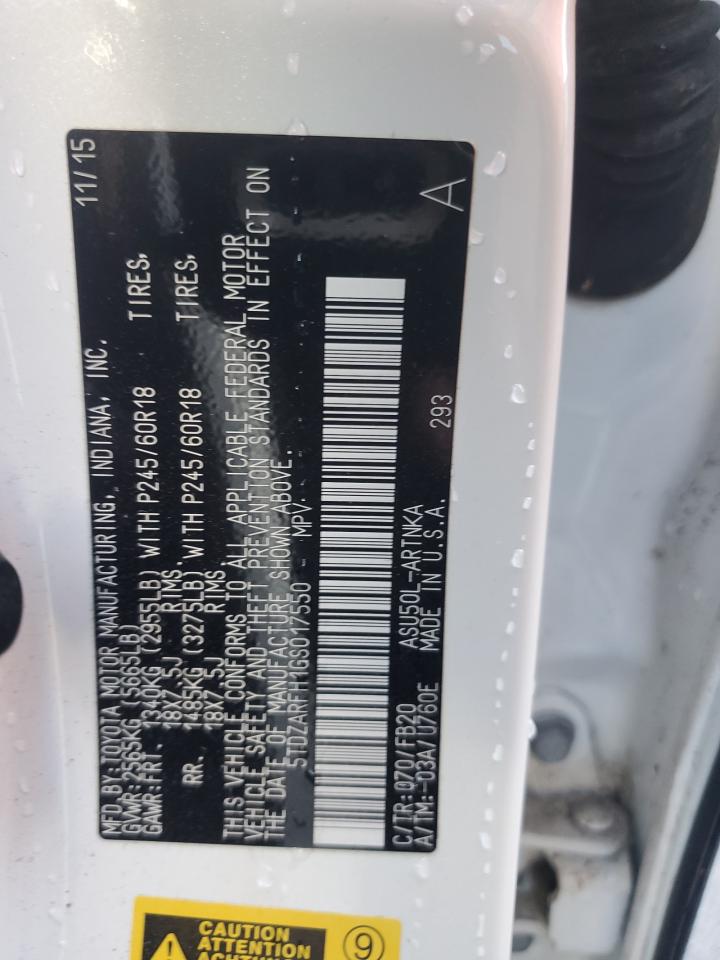 MFD.BY:TOYOTA MOTOR MANUFACTURING, INDIANA, INC. 11/15
GVWR:2565KG (5665LB)
GAWR:FRT. 1340KG (2955LB) WITH P245/60R18 TIRES,
18X7.5J RIMS.
RR. 1485KG (3275LB) WITH P245/60R18 TIRES,
18X7.5J RIMS.
THIS VEHICLE CONFORMS TO ALL APPLICABLE FEDERAL MOTOR
VEHICLE SAFETY AND THEFT PREVENTION STANDARDS IN EFFECT ON
THE DATE OF MANUFACTURE SHOWN ABOVE.
5TDZARFH1GS017550 MPV
C/TR:070/FB20 ASU50L-ARTNKA
A/TM:-03A/U760E MADE IN U.S.A. 293
A
CAUTION
ATTENTION
ACHTUNG
9